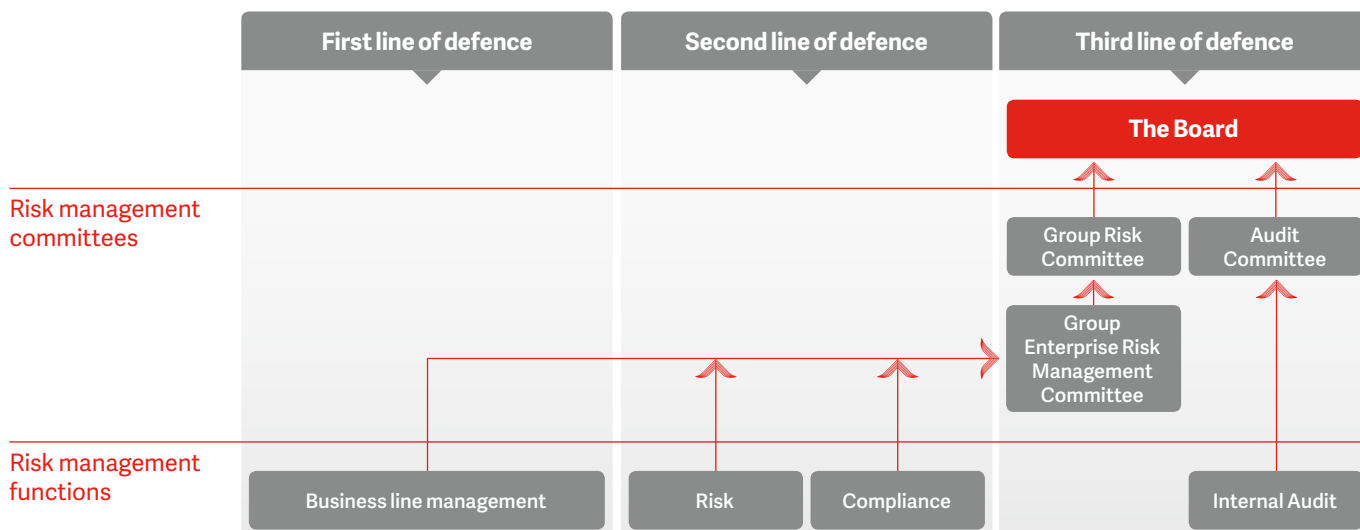 First line of defence
Second line of defence
Third line of defence
The Board
Risk management
committees
Group Risk
Committee
Audit
Committee
Group
Enterprise Risk
Management
Committee
Risk management
functions
Business line management
Risk
Compliance
Internal Audit